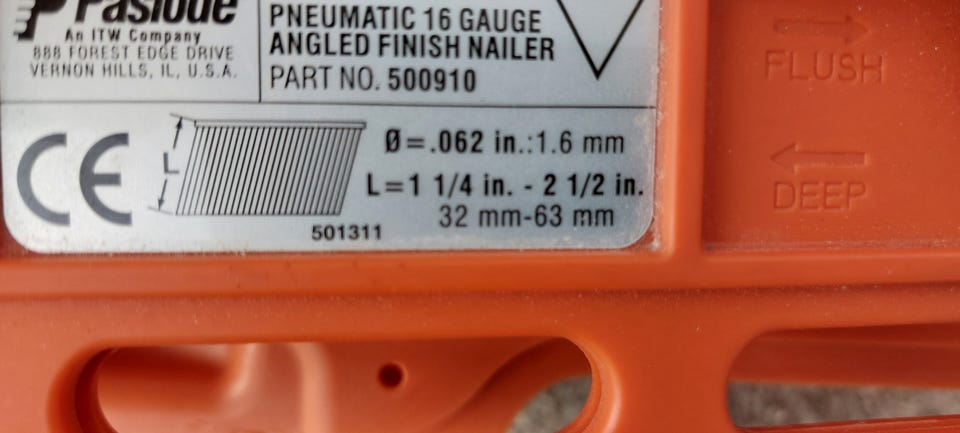 Paslode
An ITW Company
888 FOREST EDGE DRIVE
VERNON HILLS, IL, U.S.A.
PNEUMATIC 16 GAUGE
ANGLED FINISH NAILER
PART NO. 500910
CE
L
Ø=.062 in.:1.6 mm
L=1 1/4 in. - 2 1/2 in.
32 mm-63 mm
501311
FLUSH
DEEP